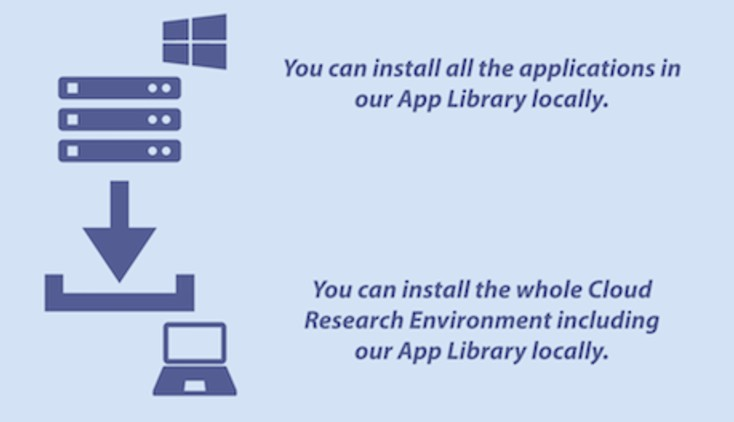 You can install all the applications in
our App Library locally.
You can install the whole Cloud
Research Environment including
our App Library locally.